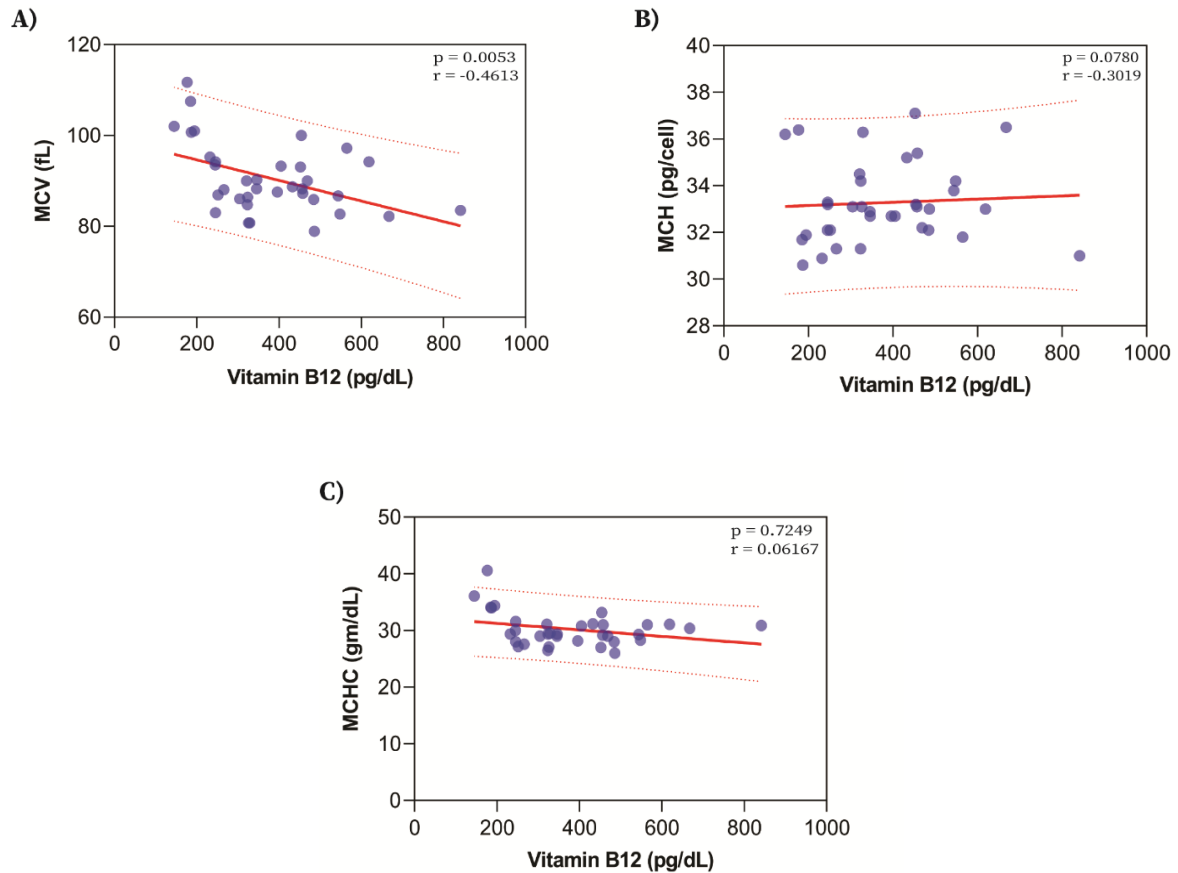 A)
p = 0.0053
r = -0.4613
MCV (fL)
120
100
80
60
0
200
400
600
800
1000
Vitamin B12 (pg/dL)
B)
p = 0.0780
r = -0.3019
MCH (pg/cell)
40
38
36
34
32
30
28
0
200
400
600
800
1000
Vitamin B12 (pg/dL)
C)
p = 0.7249
r = 0.06167
MCHC (gm/dL)
50
40
30
20
10
0
0
200
400
600
800
1000
Vitamin B12 (pg/dL)